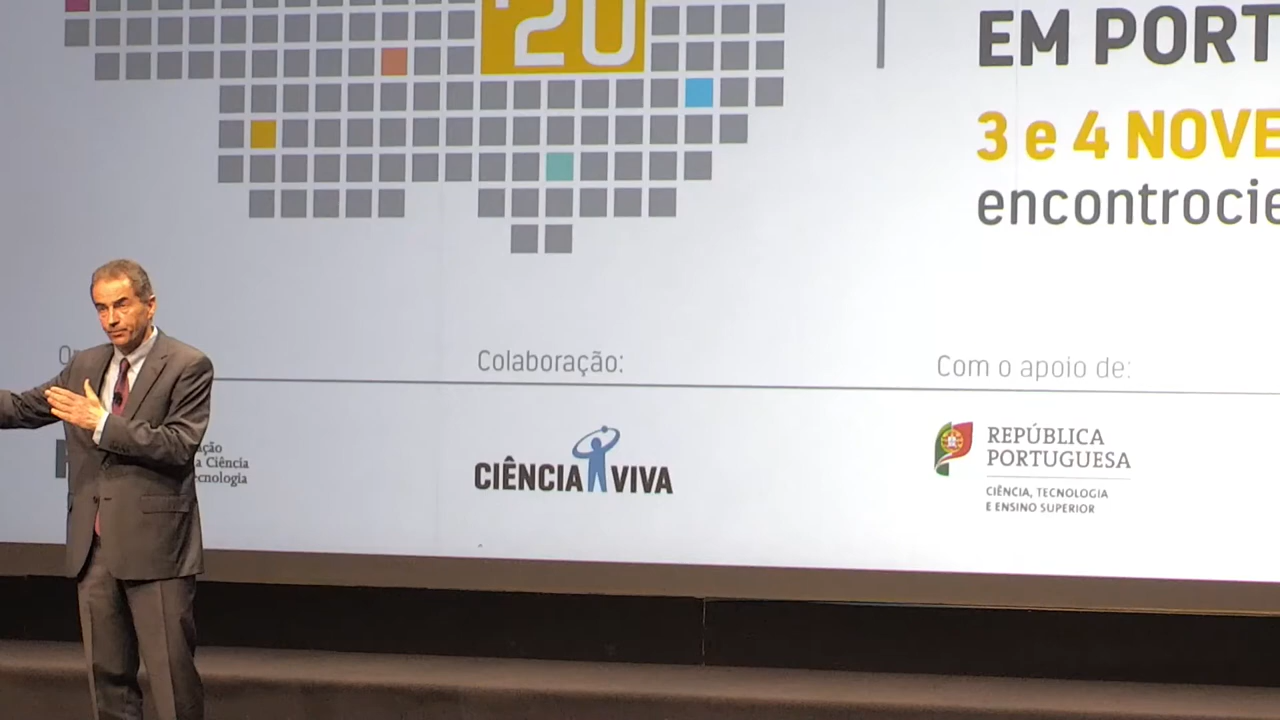 '20
EM PORT
3 e 4 NOVE
encontrocie
Colaboração:
Com o apoio de:
ação
a Ciência
ecnologia
CIÊNCIA VIVA
REPÚBLICA
PORTUGUESA
CIÊNCIA, TECNOLOGIA
E ENSINO SUPERIOR